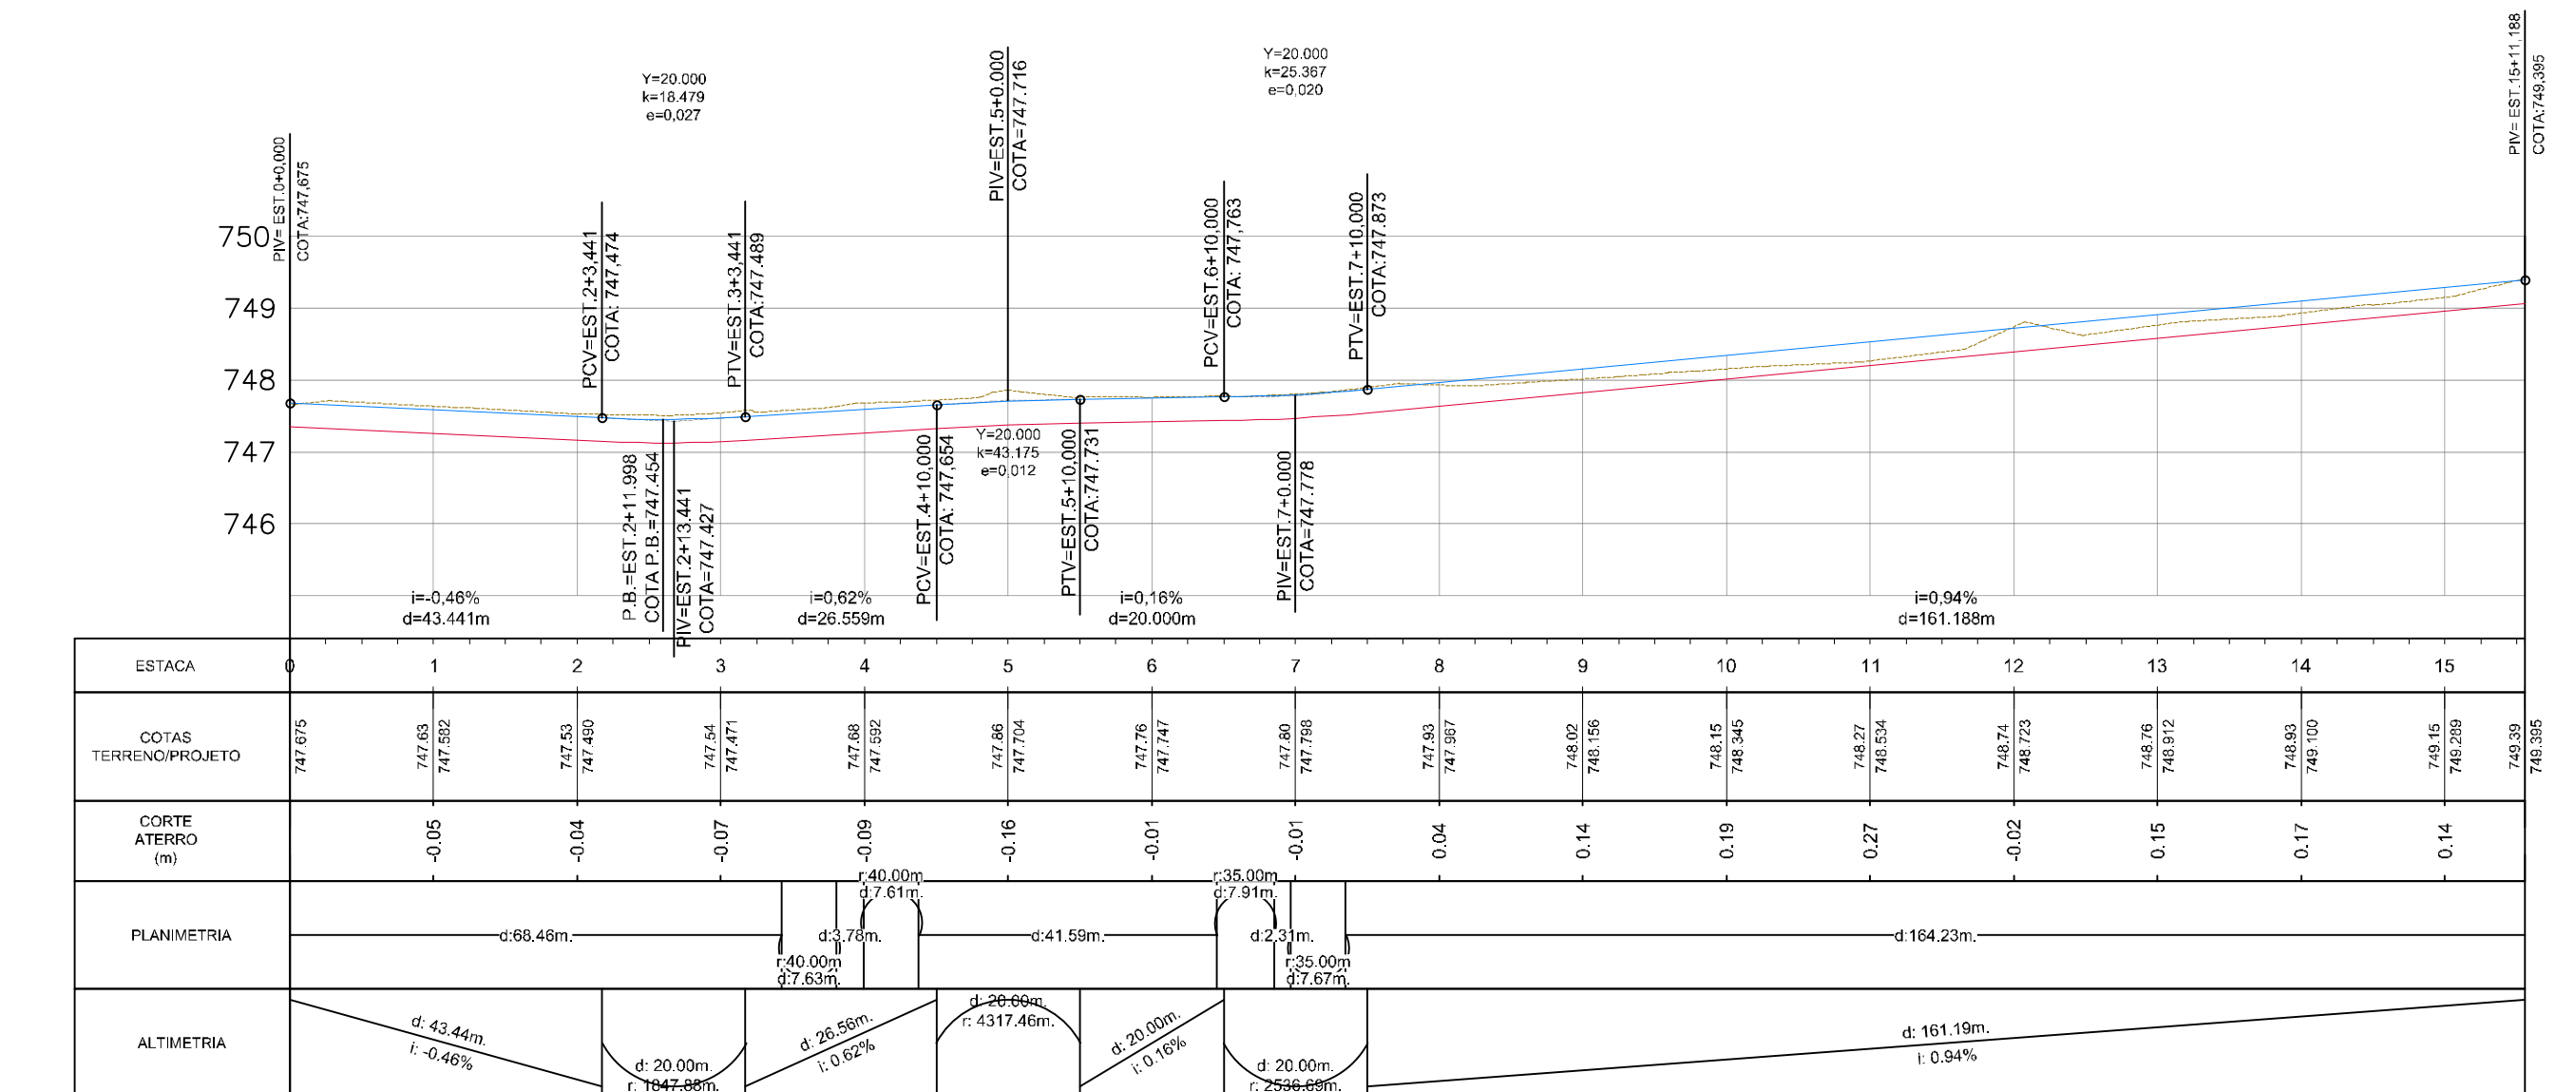 Y=20.000
k=18.479
e=0,027
Y=20.000
k=25.367
e=0,020
PIV= EST.0+0,000
COTA:747,675
PCV=EST.2+3,441
COTA: 747,474
PTV=EST.3+3,441
COTA:747.489
PIV=EST.5+0.000
COTA=747.716
PCV=EST.6+10,000
COTA: 747,763
PTV=EST.7+10,000
COTA:747.873
PIV= EST.15+11,188
COTA:749,395
750
749
748
747
746
P.B.=EST.2+11.998
COTA P.B.=747.454
PIV=EST.2+13.441
COTA=747.427
PCV=EST.4+10,000
COTA: 747,654
Y=20.000
k=43.175
e=0,012
PTV=EST.5+10,000
COTA:747.731
PIV=EST.7+0.000
COTA=747.778
i=-0,46%
d=43.441m
i=0,62%
d=26.559m
i=0,16%
d=20.000m
i=0,94%
d=161.188m
ESTACA
0 1 2 3 4 5 6 7 8 9 10 11 12 13 14 15
COTAS
TERRENO/PROJETO
747.675
747.63
747.582
747.53
747.490
747.54
747.471
747.68
747.592
747.86
747.704
747.76
747.747
747.80
747.798
747.93
747.967
748.02
748.156
748.15
748.345
748.27
748.534
748.74
748.723
748.76
748.912
748.93
749.100
749.15
749.289
749.39
749.395
CORTE
ATERRO
(m)
-0.05 -0.04 -0.07 -0.09 -0.16 -0.01 -0.01 0.04 0.14 0.19 0.27 -0.02 0.15 0.17 0.14
PLANIMETRIA
d:68.46m.
r:40.00m
d:7.63m.
d:3.78m.
r:40.00m
d:7.61m.
d:41.59m.
r:35.00m
d:7.91m.
d:2.31m.
r:35.00m
d:7.67m.
d:164.23m.
ALTIMETRIA
d: 43.44m.
i: -0.46%
d: 20.00m.
r: 1847.88m.
d: 26.56m.
i: 0.62%
d: 20.00m.
r: 4317.46m.
d: 20.00m.
i: 0.16%
d: 20.00m.
r: 2536.69m.
d: 161.19m.
i: 0.94%